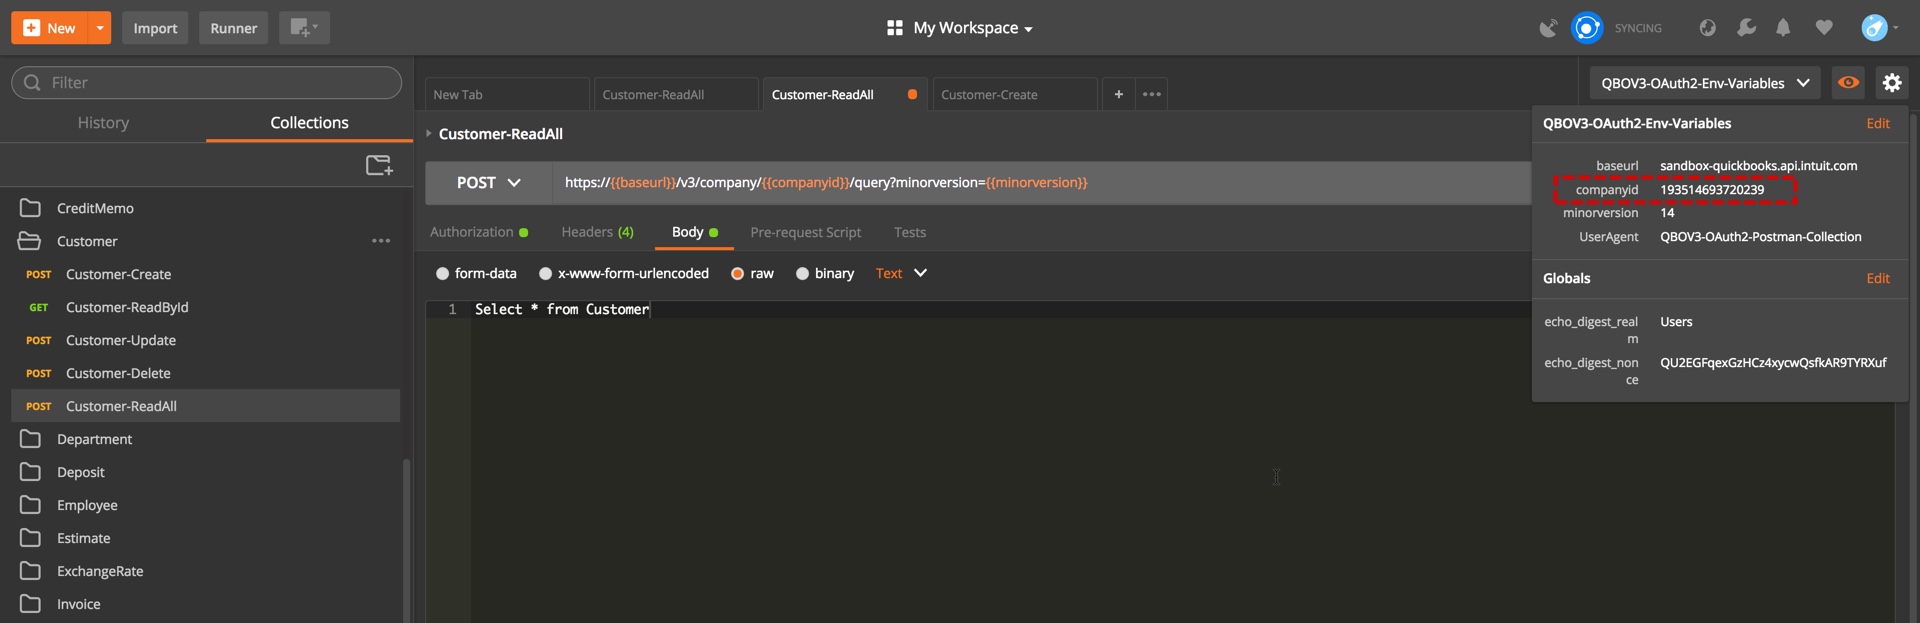 New
Import
Runner
My Workspace
SYNCING
Filter
History
Collections
CreditMemo
Customer
POST Customer-Create
GET Customer-ReadById
POST Customer-Update
POST Customer-Delete
POST Customer-ReadAll
Department
Deposit
Employee
Estimate
ExchangeRate
Invoice
New Tab
Customer-ReadAll
Customer-ReadAll
Customer-Create
+
QBOV3-OAuth2-Env-Variables
Customer-ReadAll
POST
https://{{baseurl}}/v3/company/{{companyid}}/query?minorversion={{minorversion}}
Authorization
Headers (4)
Body
Pre-request Script
Tests
form-data
x-www-form-urlencoded
raw
binary
Text
1 Select * from Customer
QBOV3-OAuth2-Env-Variables Edit
baseurl sandbox-quickbooks.api.intuit.com
companyid 193514693720239
minorversion 14
UserAgent QBOV3-OAuth2-Postman-Collection
Globals Edit
echo_digest_real Users
m
echo_digest_non QU2EGFqexGzHCz4xycwQsfkAR9TYRXuf
ce